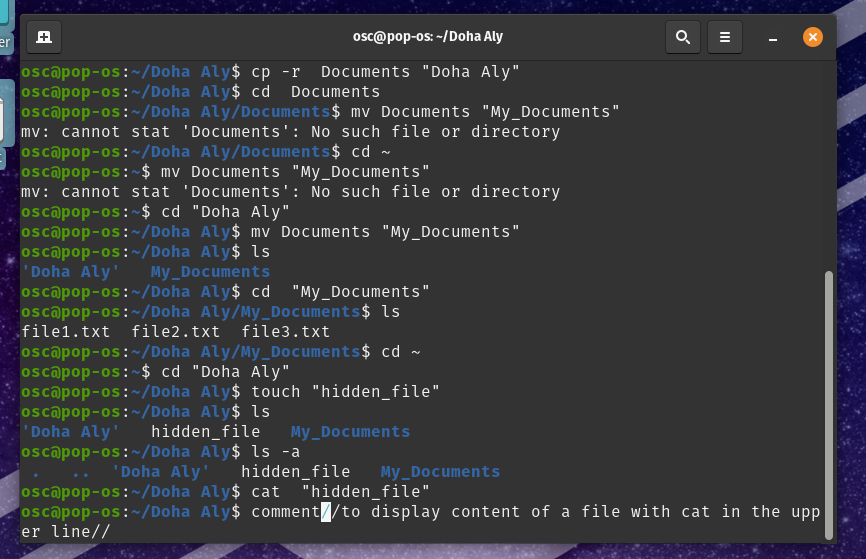 er
osc@pop-os: ~/Doha Aly
osc@pop-os:~/Doha Aly$ cp -r  Documents "Doha Aly"
osc@pop-os:~/Doha Aly$ cd  Documents
osc@pop-os:~/Doha Aly/Documents$ mv Documents "My_Documents"
mv: cannot stat 'Documents': No such file or directory
osc@pop-os:~/Doha Aly/Documents$ cd ~
osc@pop-os:~$ mv Documents "My_Documents"
mv: cannot stat 'Documents': No such file or directory
osc@pop-os:~$ cd "Doha Aly"
osc@pop-os:~/Doha Aly$ mv Documents "My_Documents"
osc@pop-os:~/Doha Aly$ ls
'Doha Aly'   My_Documents
osc@pop-os:~/Doha Aly$ cd  "My_Documents"
osc@pop-os:~/Doha Aly/My_Documents$ ls
file1.txt  file2.txt  file3.txt
osc@pop-os:~/Doha Aly/My_Documents$ cd ~
osc@pop-os:~$ cd "Doha Aly"
osc@pop-os:~/Doha Aly$ touch "hidden_file"
osc@pop-os:~/Doha Aly$ ls
'Doha Aly'   hidden_file   My_Documents
osc@pop-os:~/Doha Aly$ ls -a
.   ..  'Doha Aly'   hidden_file   My_Documents
osc@pop-os:~/Doha Aly$ cat  "hidden_file"
osc@pop-os:~/Doha Aly$ comment//to display content of a file with cat in the upp
er line//